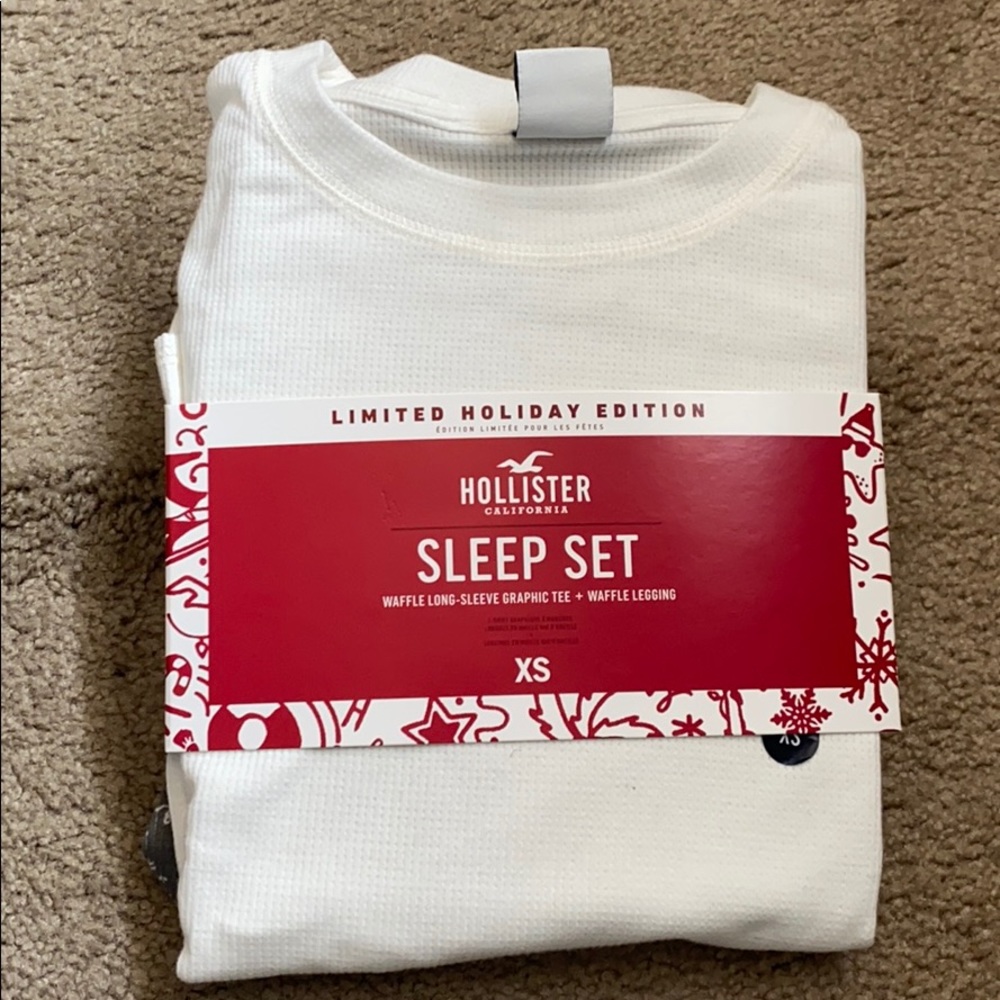 LIMITED HOLIDAY EDITION
ÉDITION LIMITÉE POUR LES FÊTES
HOLLISTER
CALIFORNIA
SLEEP SET
WAFFLE LONG-SLEEVE GRAPHIC TEE + WAFFLE LEGGING
XS
XS